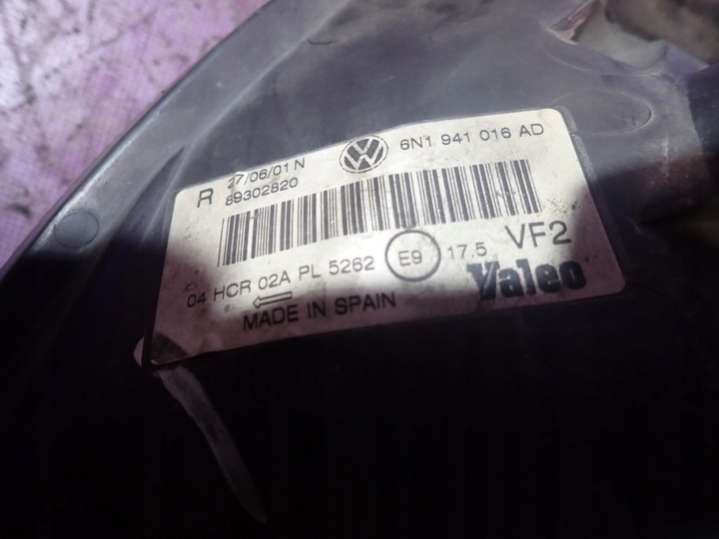 R 27/06/01 N 6N1 941 016 AD
89302820
04 HCR 02A PL 5262 E9 17.5 VF2
MADE IN SPAIN Valeo